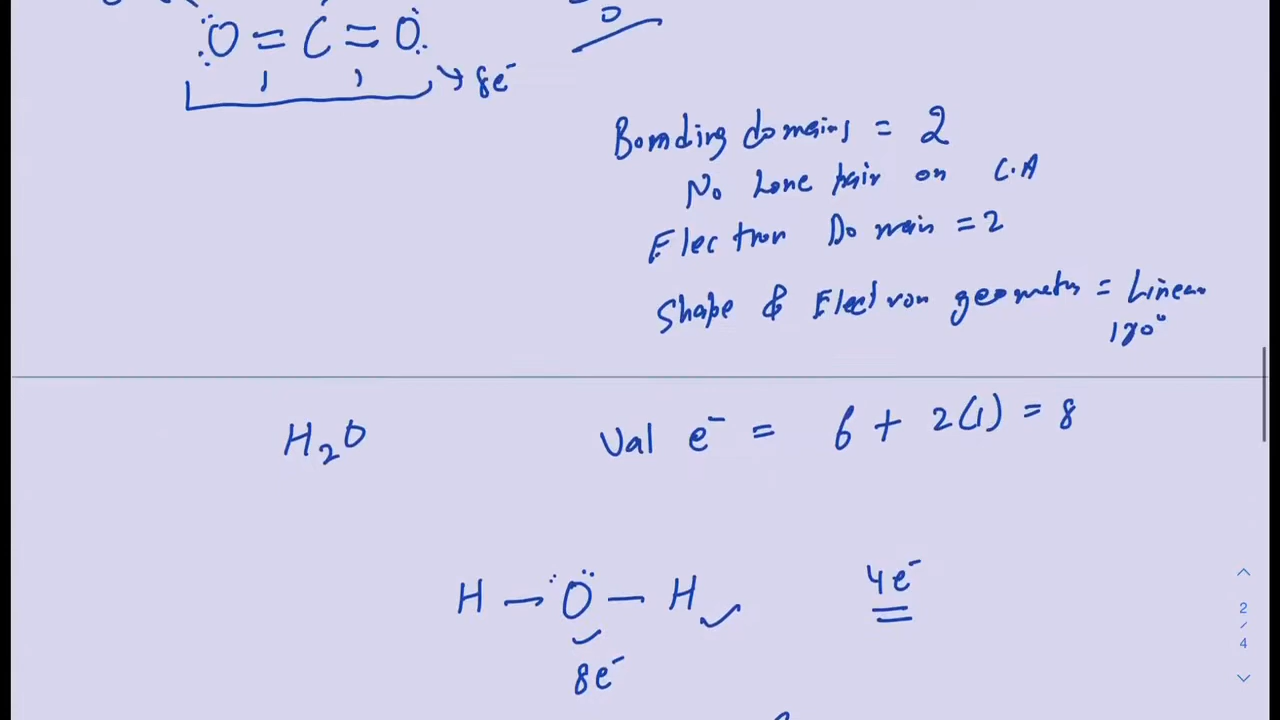 :Ö=C=Ö:
8e⁻
Bonding domains = 2
No Lone pair on C.A
Electron Domain = 2
Shape & Electron geometry = Linear
180°
H₂O
Val e⁻ = 6 + 2(1) = 8
H – Ö – H
4e⁻
8e⁻
2
/
4